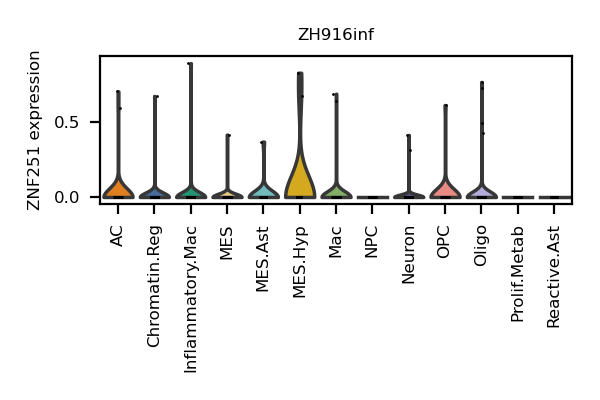 ZH916inf
ZNF251 expression
0.5
0.0
AC
Chromatin.Reg
Inflammatory.Mac
MES
MES.Ast
MES.Hyp
Mac
NPC
Neuron
OPC
Oligo
Prolif.Metab
Reactive.Ast